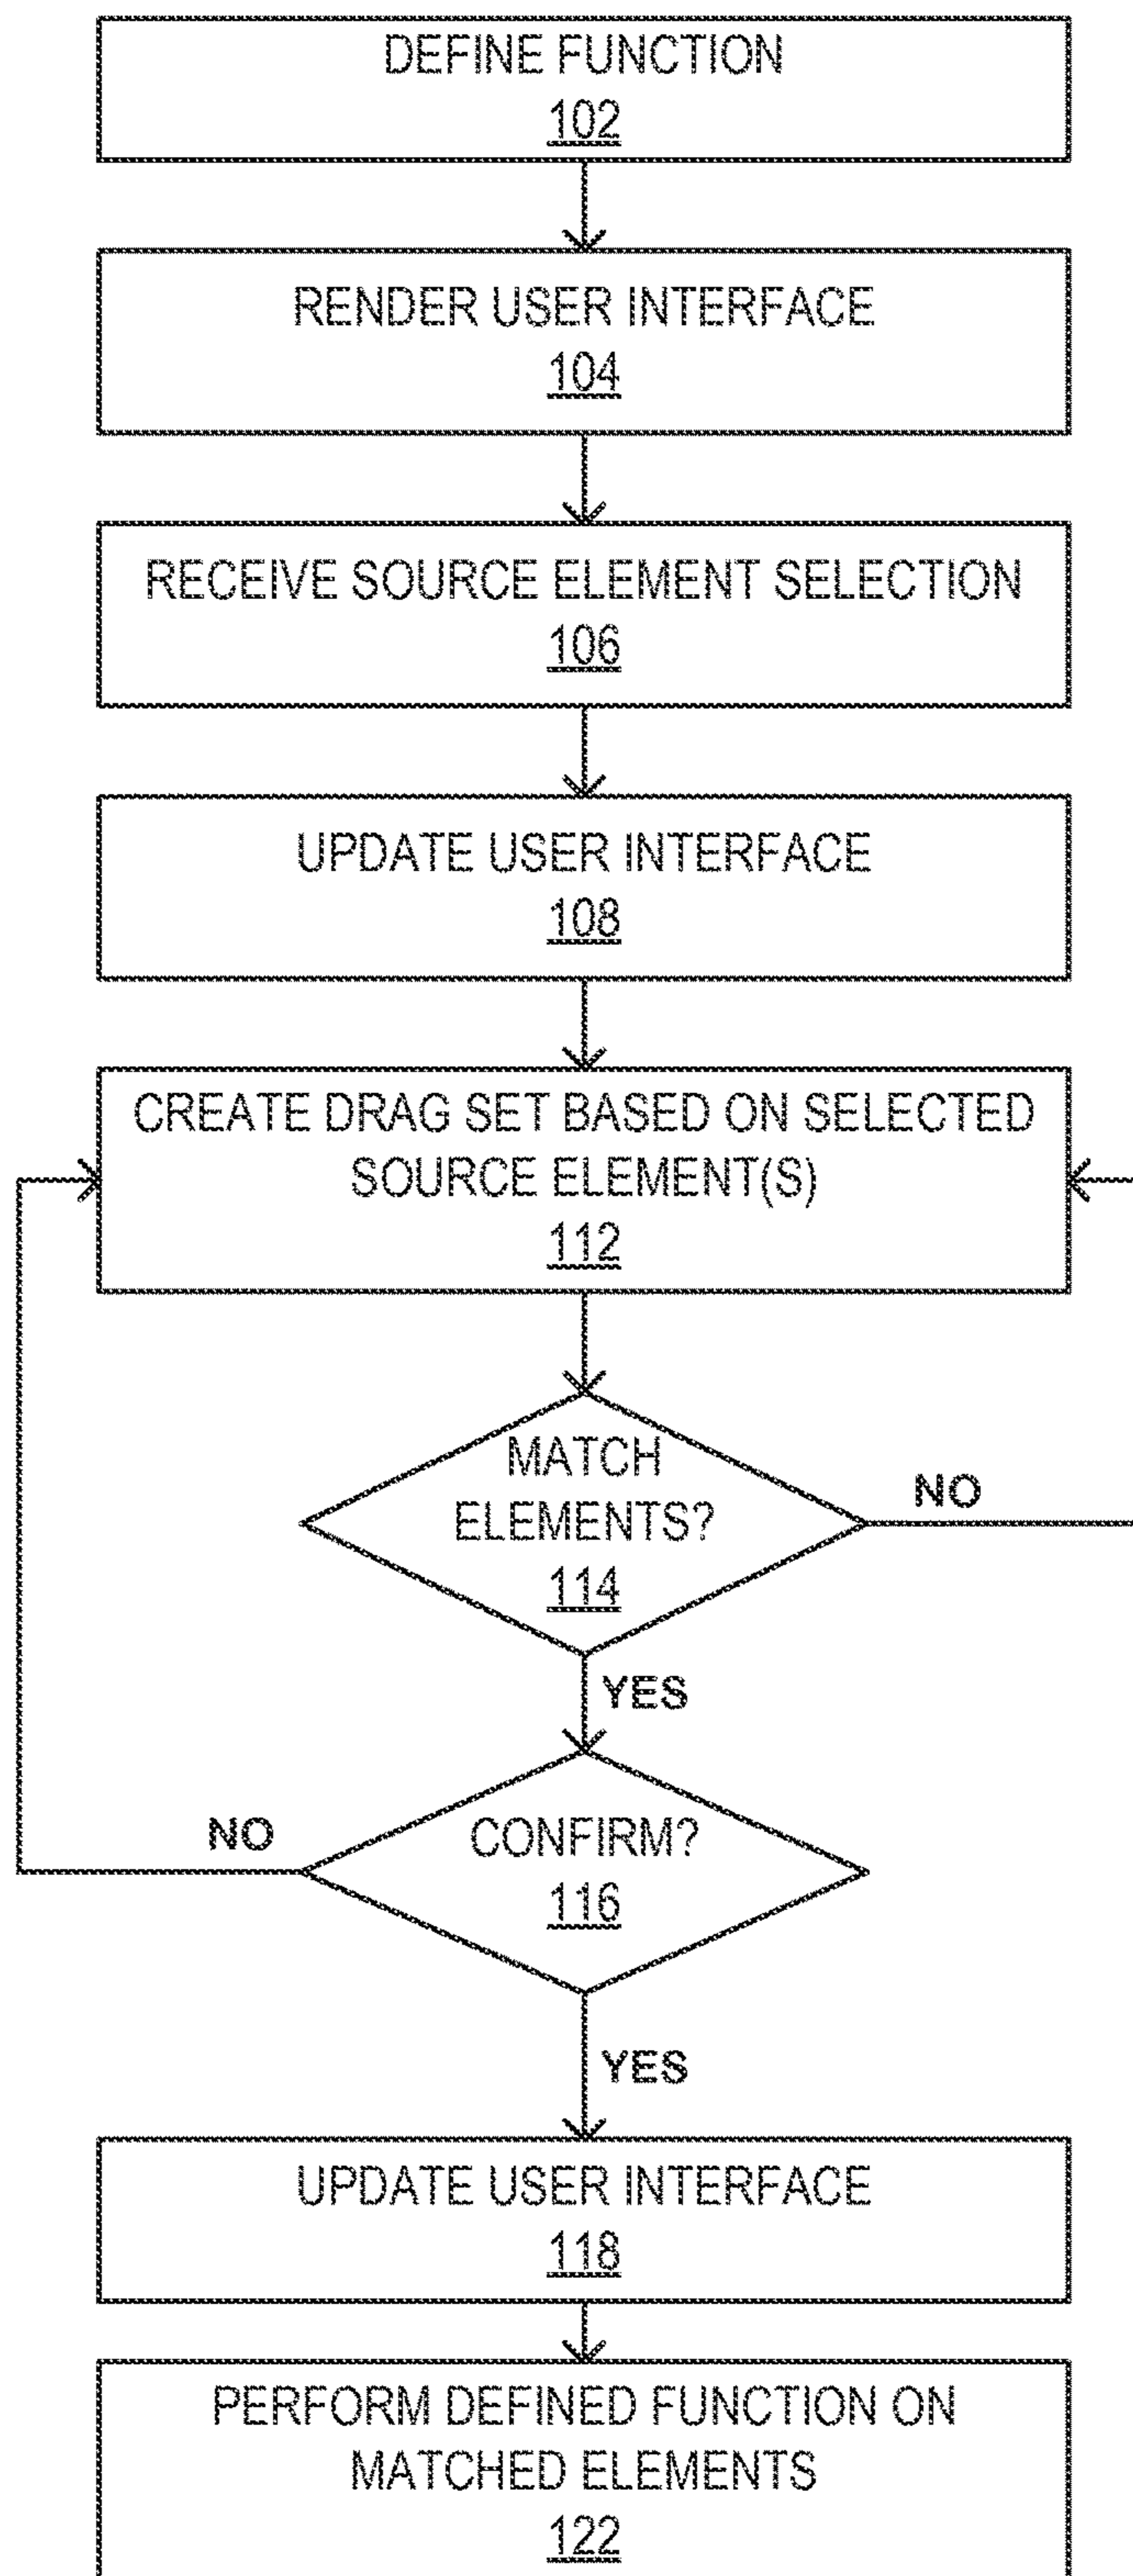 DEFINE FUNCTION
102
RENDER USER INTERFACE
104
RECEIVE SOURCE ELEMENT SELECTION
106
UPDATE USER INTERFACE
108
CREATE DRAG SET BASED ON SELECTED
SOURCE ELEMENT(S)
112
MATCH
ELEMENTS?
114
NO
YES
CONFIRM?
116
NO
YES
UPDATE USER INTERFACE
118
PERFORM DEFINED FUNCTION ON
MATCHED ELEMENTS
122